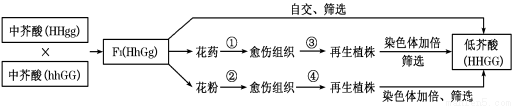 自交、筛选
中芥酸(HHgg)
×
中芥酸(hhGG)
F₁(HhGg)
花药 ① 愈伤组织 ③ 再生植株 染色体加倍 筛选
花粉 ② 愈伤组织 ④ 再生植株 染色体加倍、筛选
低芥酸
(HHGG)